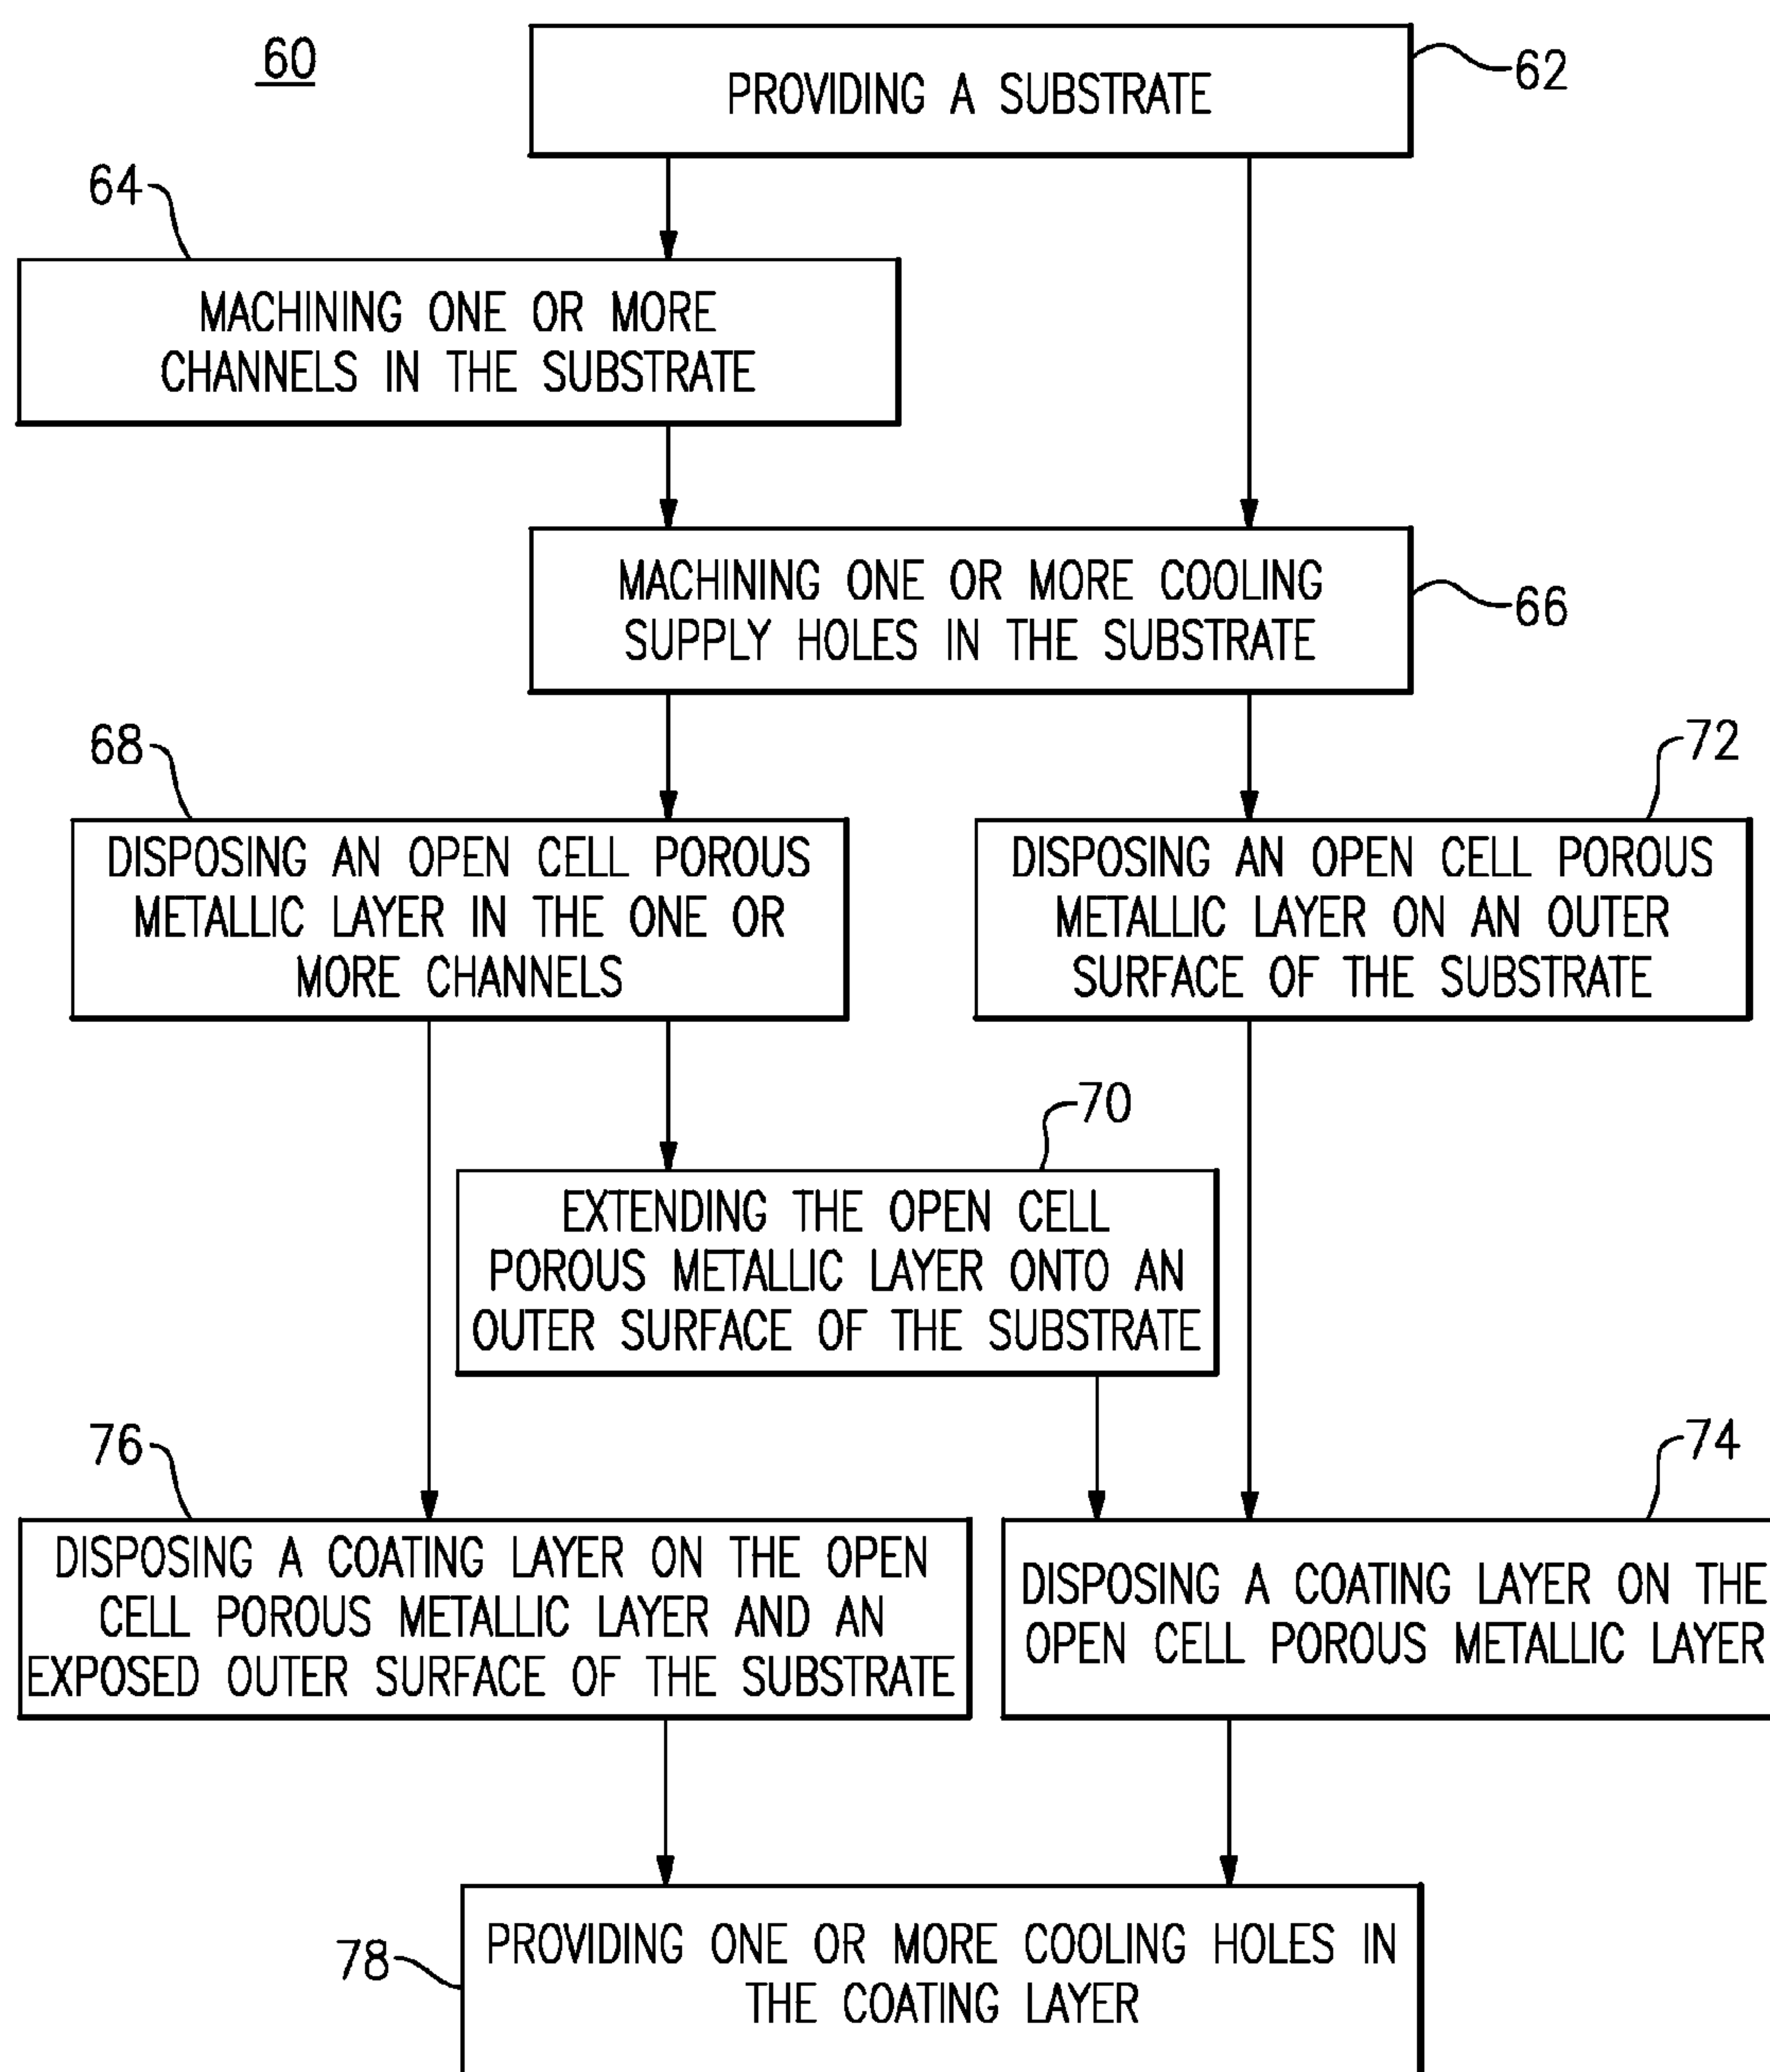 60
PROVIDING A SUBSTRATE
62
64
MACHINING ONE OR MORE
CHANNELS IN THE SUBSTRATE
MACHINING ONE OR MORE COOLING
SUPPLY HOLES IN THE SUBSTRATE
66
68
DISPOSING AN OPEN CELL POROUS
METALLIC LAYER IN THE ONE OR
MORE CHANNELS
72
DISPOSING AN OPEN CELL POROUS
METALLIC LAYER ON AN OUTER
SURFACE OF THE SUBSTRATE
70
EXTENDING THE OPEN CELL
POROUS METALLIC LAYER ONTO AN
OUTER SURFACE OF THE SUBSTRATE
76
DISPOSING A COATING LAYER ON THE OPEN
CELL POROUS METALLIC LAYER AND AN
EXPOSED OUTER SURFACE OF THE SUBSTRATE
74
DISPOSING A COATING LAYER ON THE
OPEN CELL POROUS METALLIC LAYER
78
PROVIDING ONE OR MORE COOLING HOLES IN
THE COATING LAYER